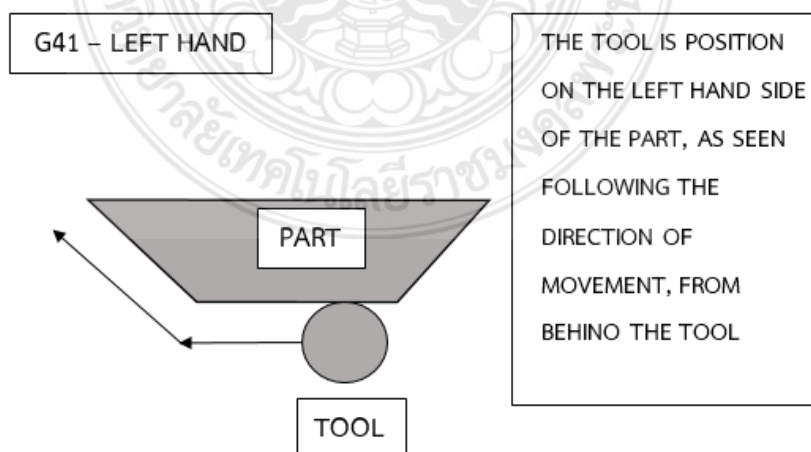 G41 – LEFT HAND
THE TOOL IS POSITION
ON THE LEFT HAND SIDE
OF THE PART, AS SEEN
FOLLOWING THE
DIRECTION OF
MOVEMENT, FROM
BEHINO THE TOOL
PART
TOOL